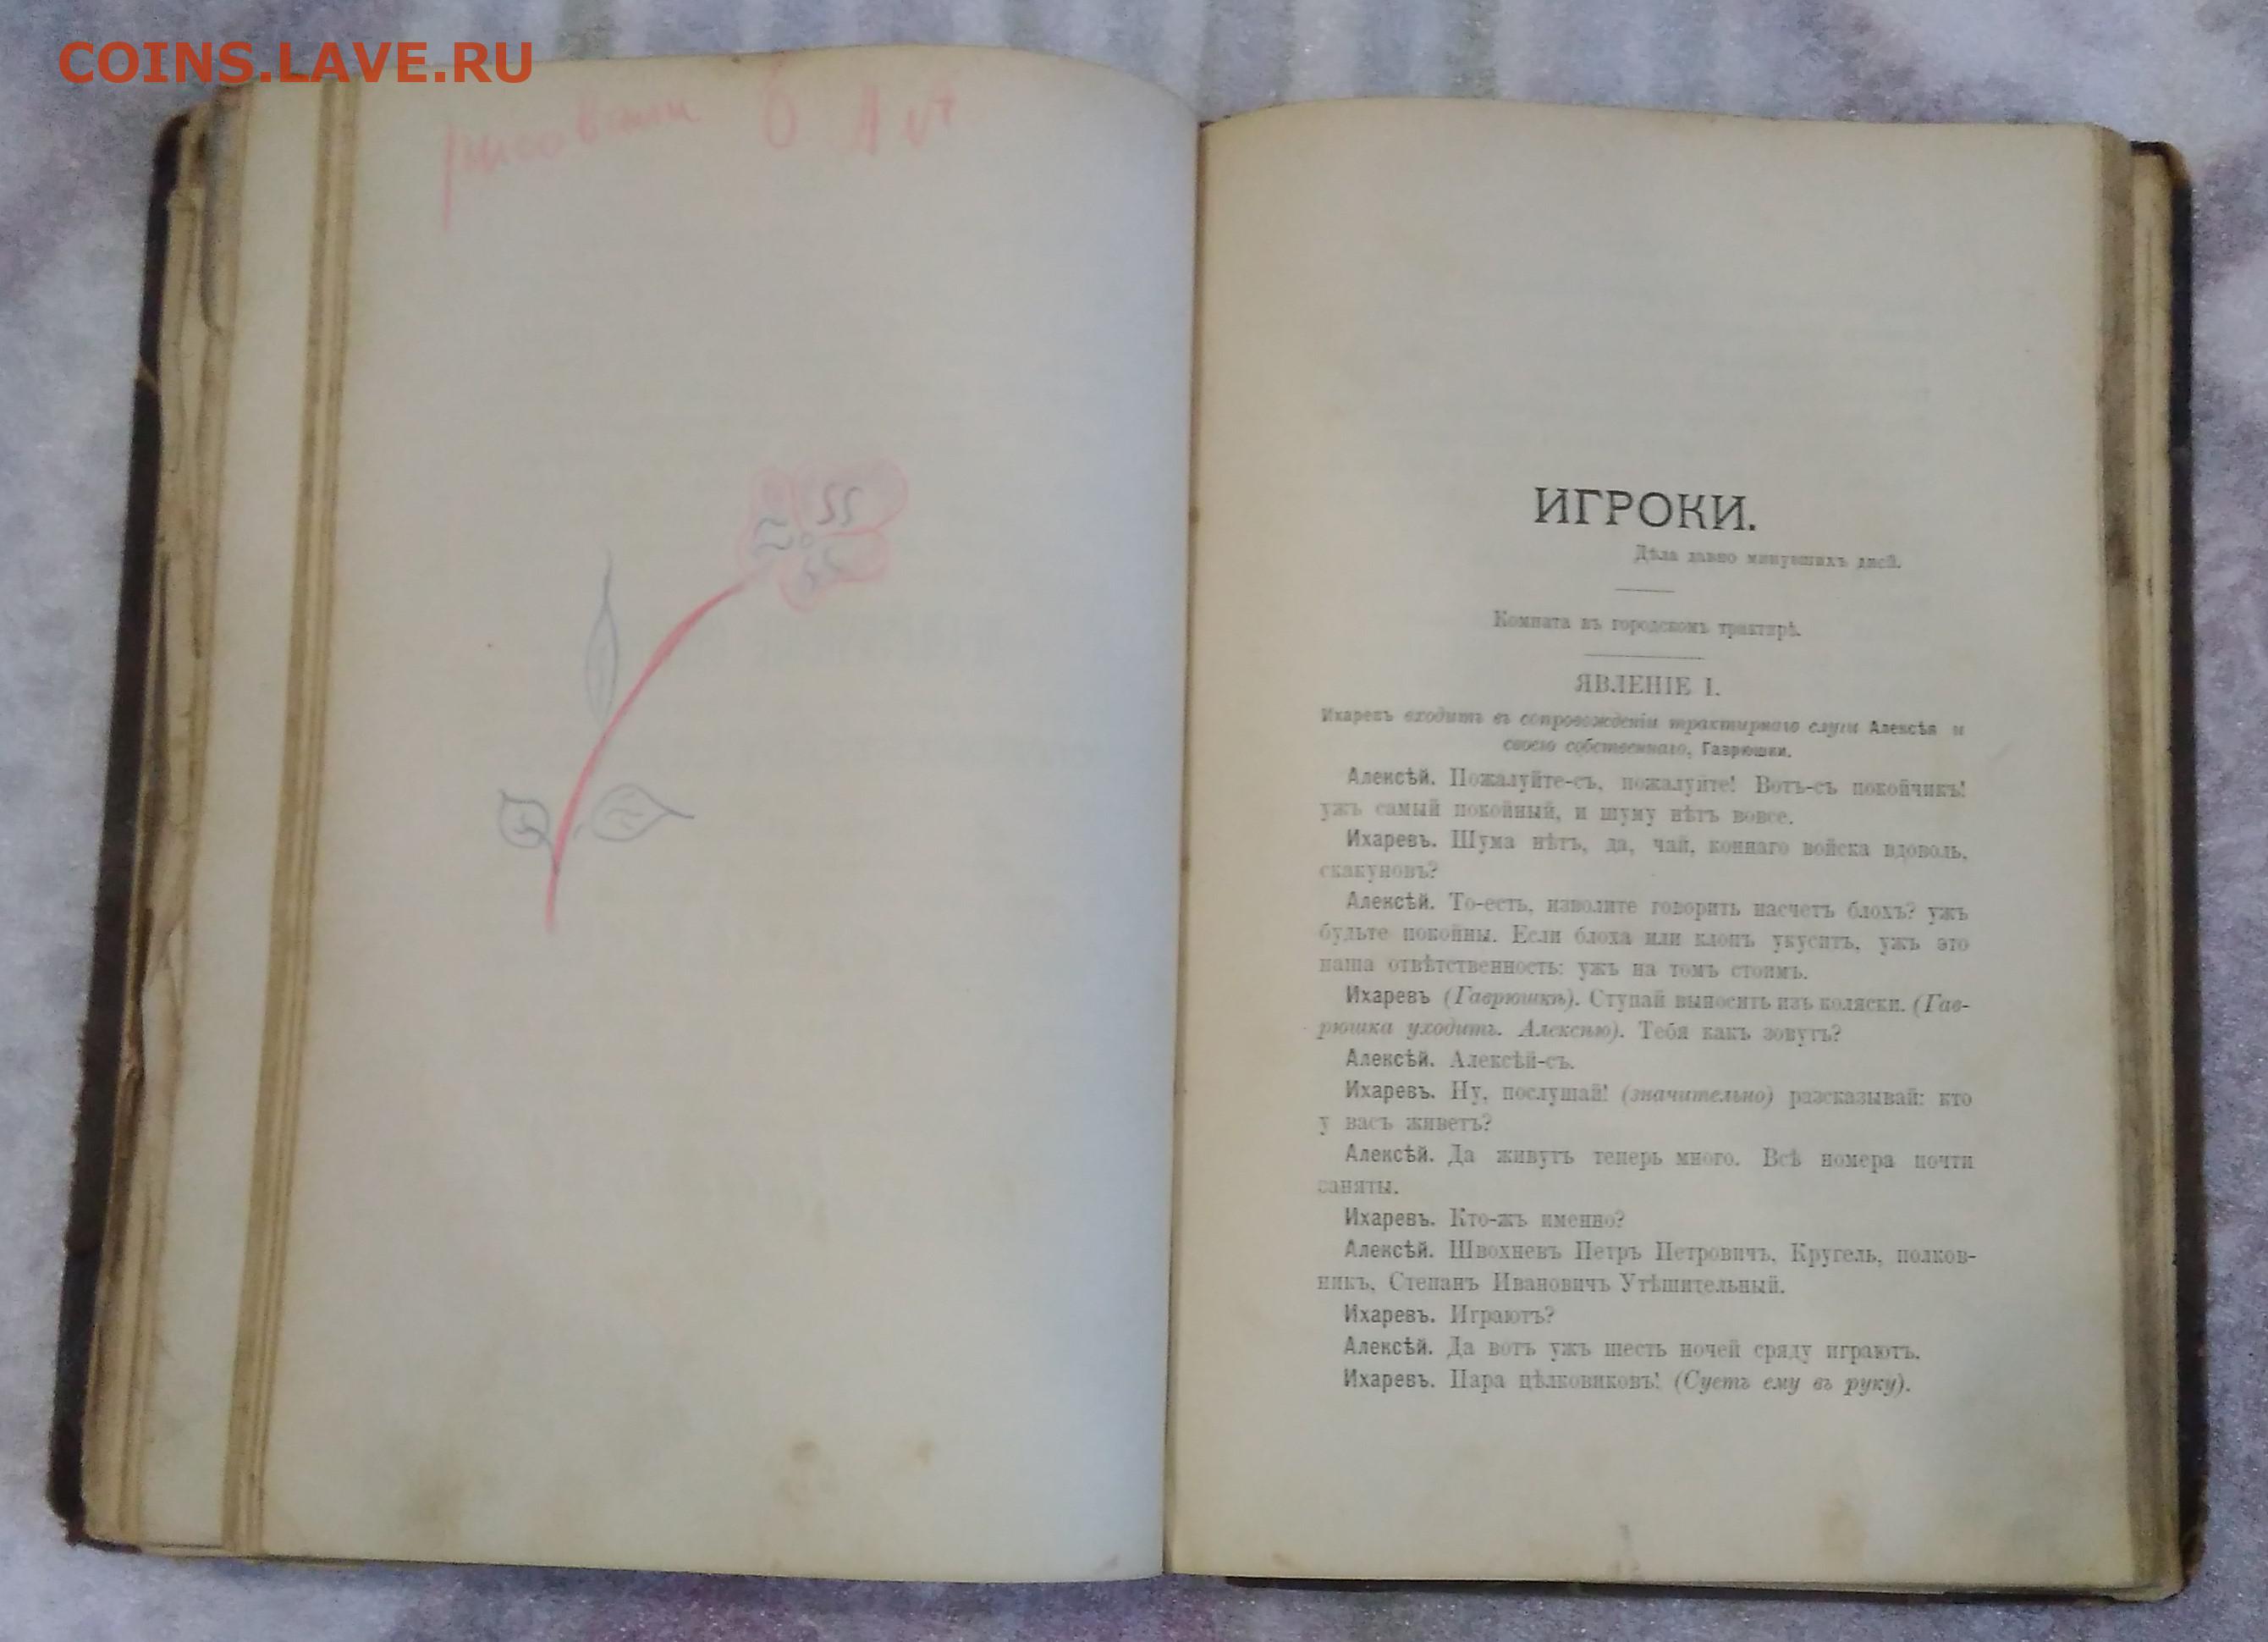 COINS.LAVE.RU
рисовали 6 лет
ИГРОКИ.
Дѣла давно минувшихъ дней.
Комната въ городскомъ трактирѣ.
ЯВЛЕНІЕ I.
Ихаревъ входитъ въ сопровожденіи трактирнаго слуги Алексѣя и
своего собственнаго, Гаврюшки.
Алексѣй. Пожалуйте-съ, пожалуйте! Вотъ-съ покойчикъ!
ужъ самый покойный, и шуму нѣтъ вовсе.
Ихаревъ. Шума нѣтъ, да, чай, коннаго войска вдоволь,
скакуновъ?
Алексѣй. То-есть, изволите говорить насчетъ блохъ? ужъ
будьте покойны. Если блоха или клопъ укуситъ, ужъ это
наша отвѣтственность: ужъ на томъ стоимъ.
Ихаревъ (Гаврюшкѣ). Ступай выносить изъ коляски. (Гав-
рюшка уходитъ. Алексѣю). Тебя какъ зовутъ?
Алексѣй. Алексѣй-съ.
Ихаревъ. Ну, послушай! (значительно) разсказывай: кто
у васъ живетъ?
Алексѣй. Да живутъ теперь много. Всѣ номера почти
заняты.
Ихаревъ. Кто-жъ именно?
Алексѣй. Швохневъ Петръ Петровичъ, Кругель, полков-
никъ, Степанъ Ивановичъ Утѣшительный.
Ихаревъ. Играютъ?
Алексѣй. Да вотъ ужъ шесть ночей сряду играютъ.
Ихаревъ. Пара цѣлковиковъ! (Суетъ ему въ руку).